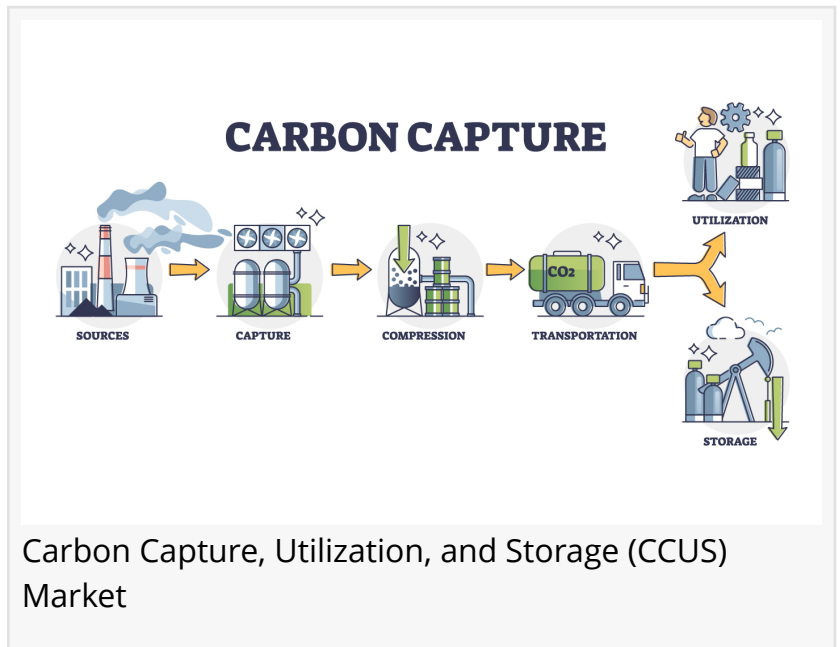 CARBON CAPTURE
UTILIZATION
CO2
SOURCES
CAPTURE
COMPRESSION
TRANSPORTATION
STORAGE
Carbon Capture, Utilization, and Storage (CCUS)
Market